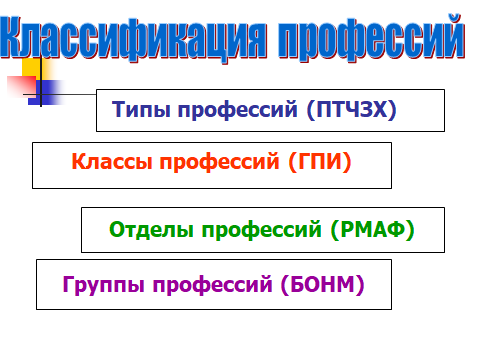 Классификация профессий
Типы профессий (ПТЧЗХ)
Классы профессий (ГПИ)
Отделы профессий (РМАФ)
Группы профессий (БОНМ)